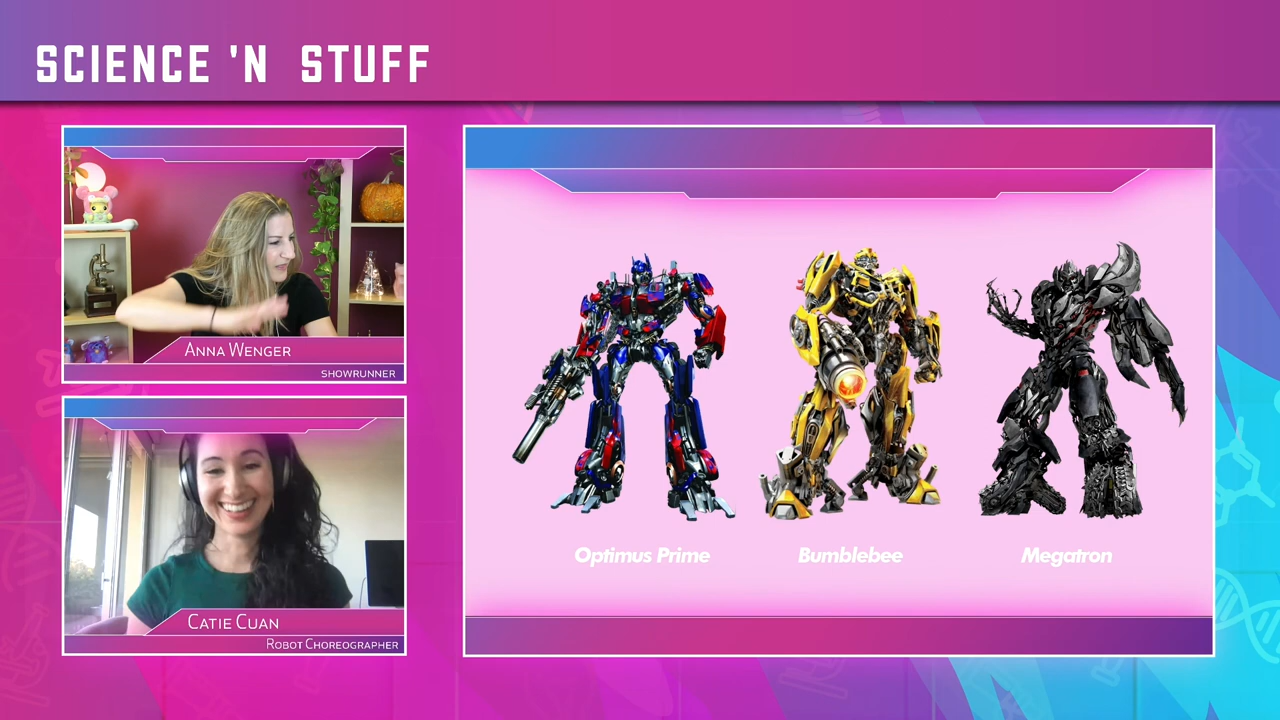 SCIENCE 'N STUFF
ANNA WENGER
SHOWRUNNER
CATIE CUAN
ROBOT CHOREOGRAPHER
Optimus Prime
Bumblebee
Megatron